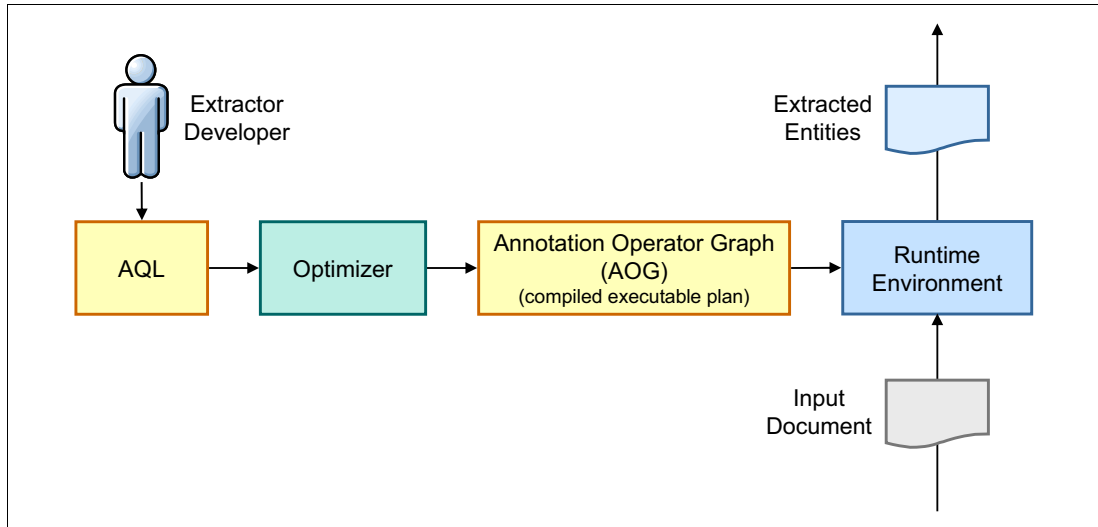 Extractor
Developer
Extracted
Entities
AQL
Optimizer
Annotation Operator Graph
(AOG)
(compiled executable plan)
Runtime
Environment
Input
Document